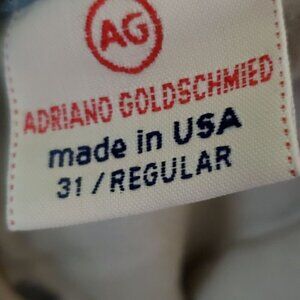 AG
ADRIANO GOLDSCHMIED
made in USA
31 / REGULAR